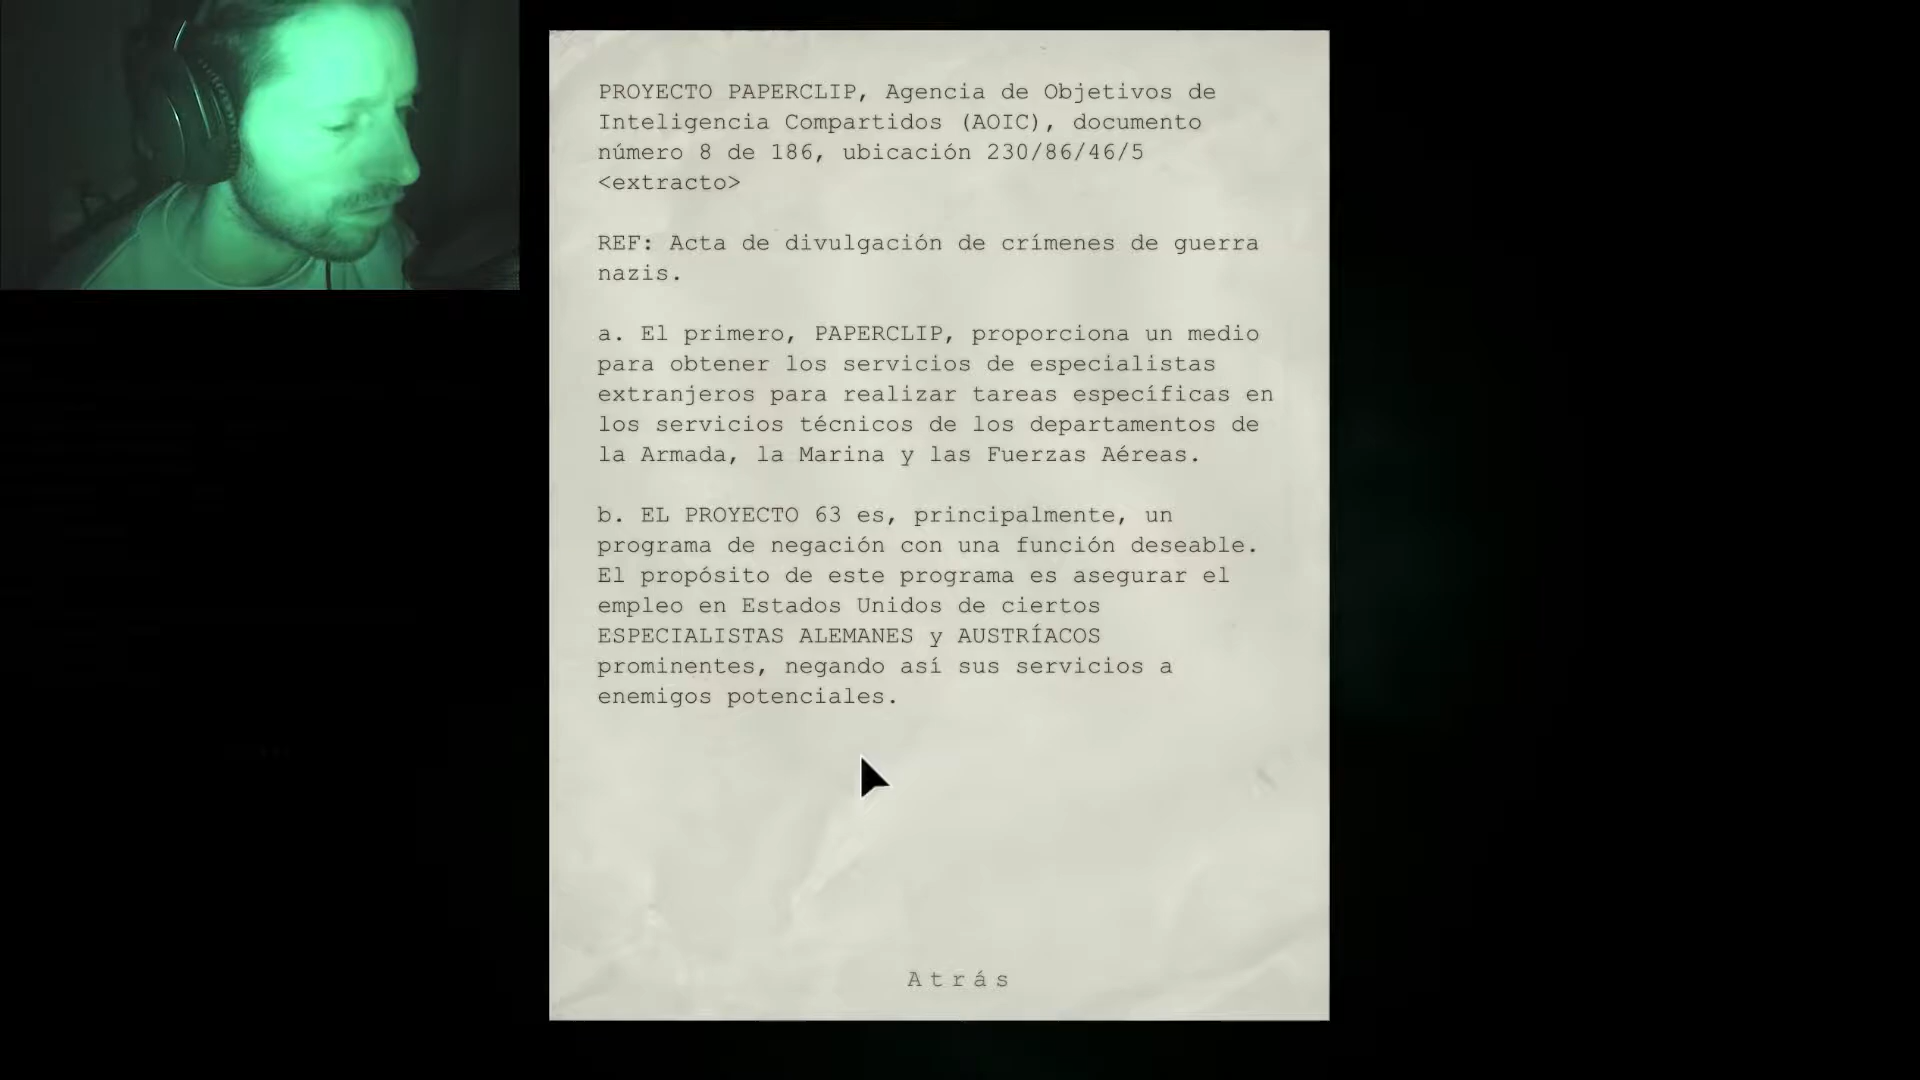 PROYECTO PAPERCLIP, Agencia de Objetivos de
Inteligencia Compartidos (AOIC), documento
número 8 de 186, ubicación 230/86/46/5
<extracto>

REF: Acta de divulgación de crímenes de guerra
nazis.

a. El primero, PAPERCLIP, proporciona un medio
para obtener los servicios de especialistas
extranjeros para realizar tareas específicas en
los servicios técnicos de los departamentos de
la Armada, la Marina y las Fuerzas Aéreas.

b. EL PROYECTO 63 es, principalmente, un
programa de negación con una función deseable.
El propósito de este programa es asegurar el
empleo en Estados Unidos de ciertos
ESPECIALISTAS ALEMANES y AUSTRÍACOS
prominentes, negando así sus servicios a
enemigos potenciales.

Atrás